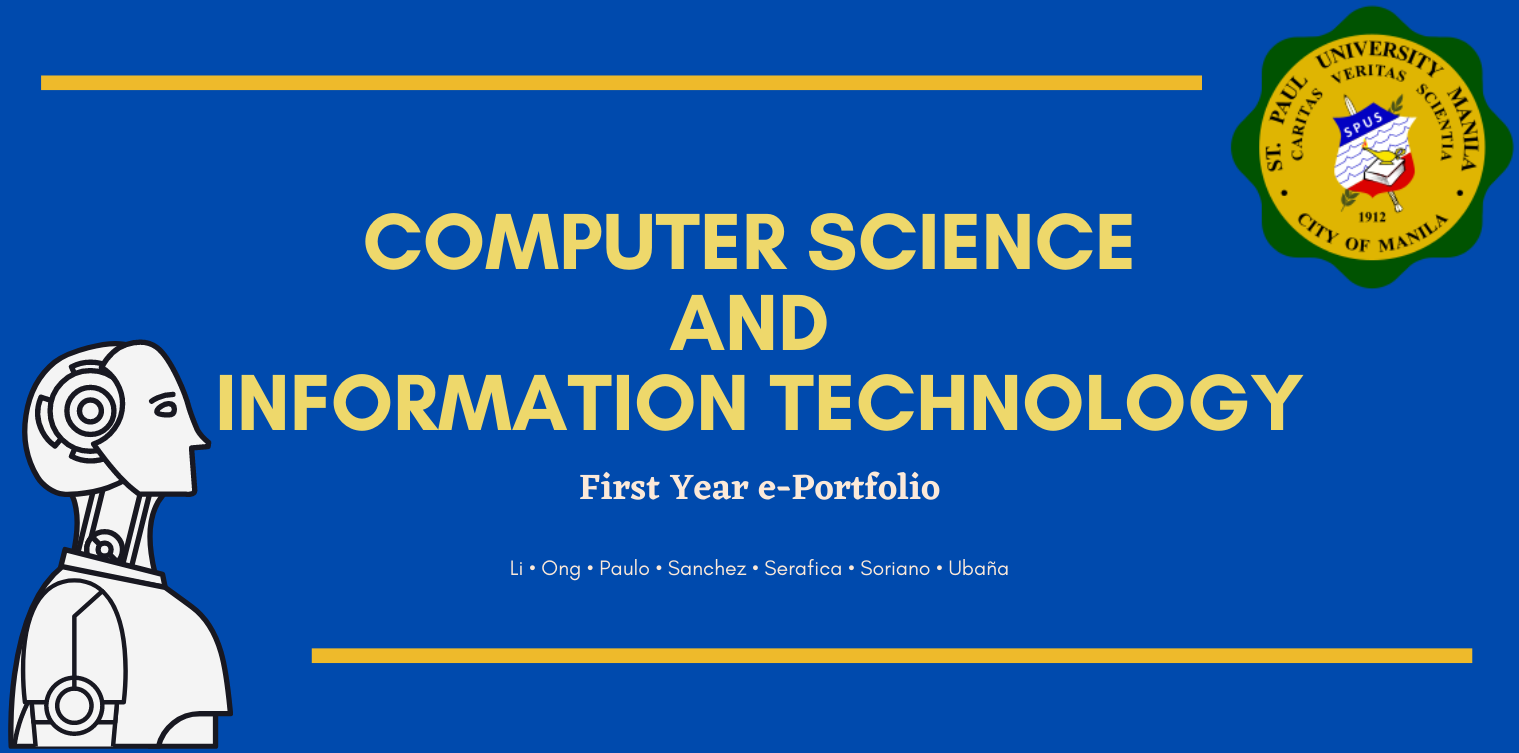 ST. PAUL UNIVERSITY MANILA
CARITAS VERITAS SCIENTIA
SPUS
1912
CITY OF MANILA
COMPUTER SCIENCE
AND
INFORMATION TECHNOLOGY
First Year e-Portfolio
Li • Ong • Paulo • Sanchez • Serafica • Soriano • Ubaña